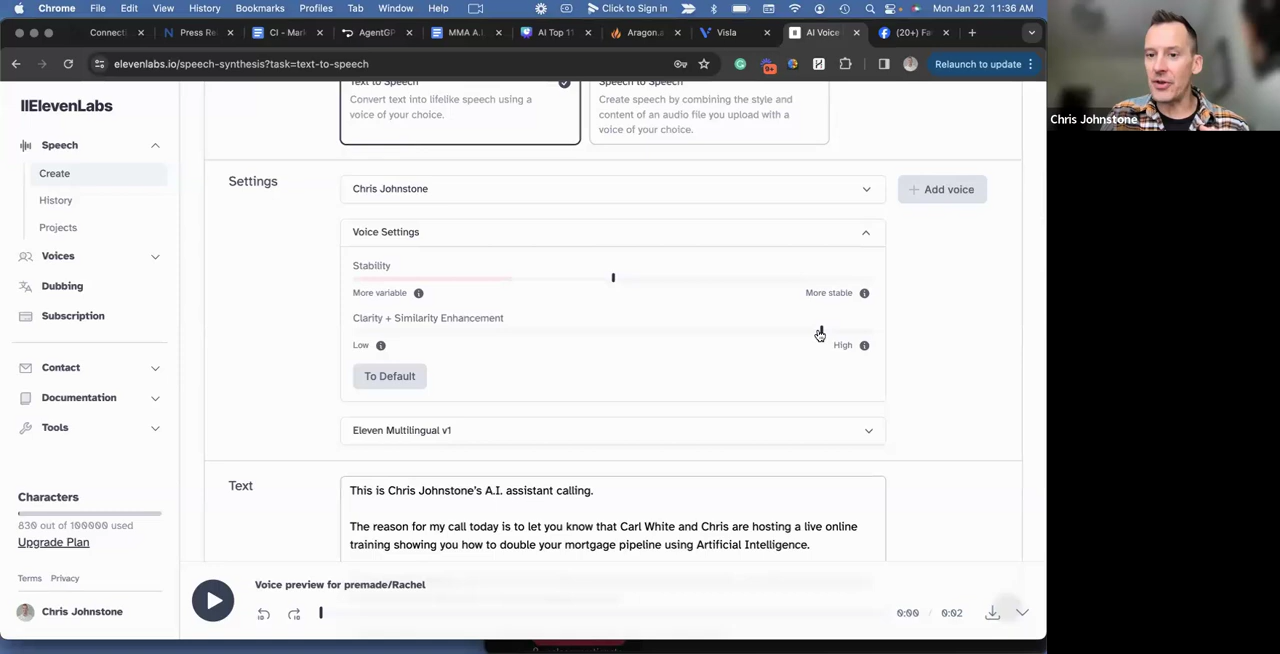 Chrome File Edit View History Bookmarks Profiles Tab Window Help Click to Sign in Mon Jan 22 11:36 AM
Connecti Press Re CI - Mark AgentGP MMA A.I. AI Top 11 Aragon.a Visla AI Voice (20+) Fa
elevenlabs.io/speech-synthesis?task=text-to-speech Relaunch to update
Chris Johnstone
IIElevenLabs
Speech
Create
History
Projects
Voices
Dubbing
Subscription
Contact
Documentation
Tools
Characters
830 out of 100000 used
Upgrade Plan
Terms Privacy
Chris Johnstone
Text to Speech
Convert text into lifelike speech using a
voice of your choice.
Speech to Speech
Create speech by combining the style and
content of an audio file you upload with a
voice of your choice.
Settings
Chris Johnstone
+ Add voice
Voice Settings
Stability
More variable More stable
Clarity + Similarity Enhancement
Low High
To Default
Eleven Multilingual v1
Text
This is Chris Johnstone's A.I. assistant calling.
The reason for my call today is to let you know that Carl White and Chris are hosting a live online
training showing you how to double your mortgage pipeline using Artificial Intelligence.
Voice preview for premade/Rachel
0:00 / 0:02